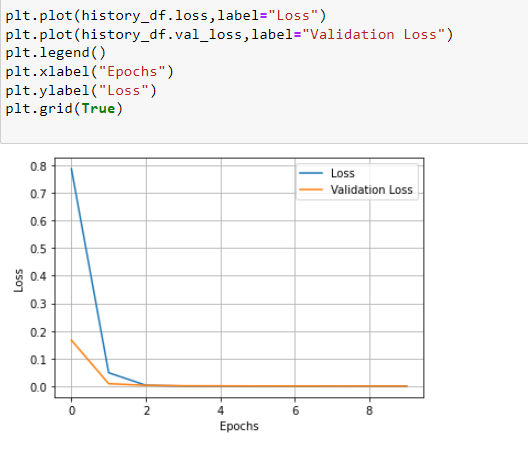 plt.plot(history_df.loss,label="Loss")
plt.plot(history_df.val_loss,label="Validation Loss")
plt.legend()
plt.xlabel("Epochs")
plt.ylabel("Loss")
plt.grid(True)
0.8
0.7
0.6
0.5
0.4
0.3
0.2
0.1
0.0
Loss
Loss
Validation Loss
0 2 4 6 8
Epochs